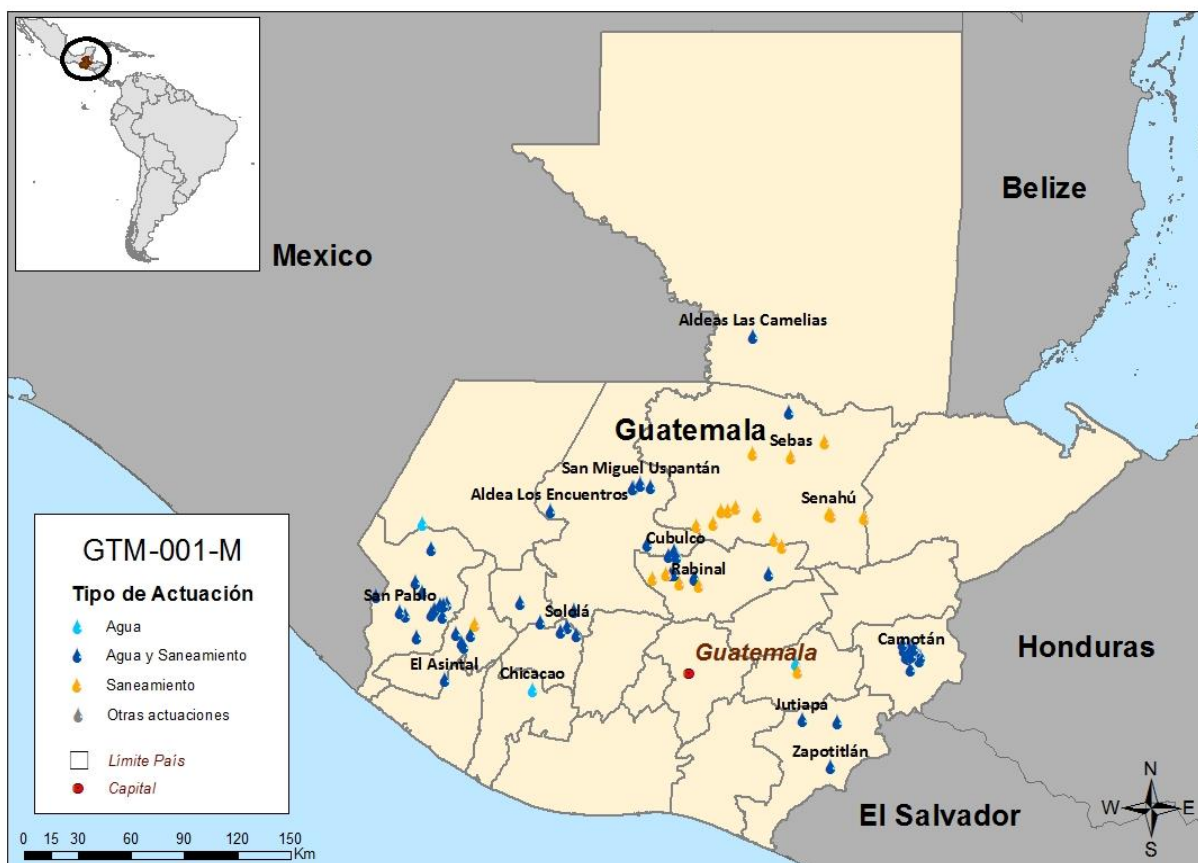 Belize
Mexico
Aldeas Las Camelias
Guatemala
Sebas
San Miguel Uspantán
Aldea Los Encuentros
Senahú
Cubulco
Rabinal
San Pablo
Sololá
Guatemala
Camotán
Honduras
El Asintal
Chicacao
Jutiapá
Zapotitlán
El Salvador
GTM-001-M
Tipo de Actuación
Agua
Agua y Saneamiento
Saneamiento
Otras actuaciones
Límite País
Capital
0 15 30 60 90 120 150
Km
N
W E
S